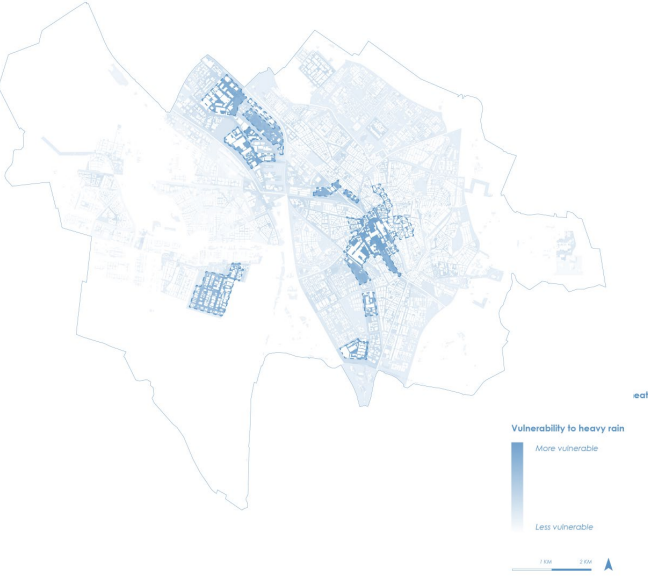 eat
Vulnerability to heavy rain
More vulnerable
Less vulnerable
1 KM 2 KM